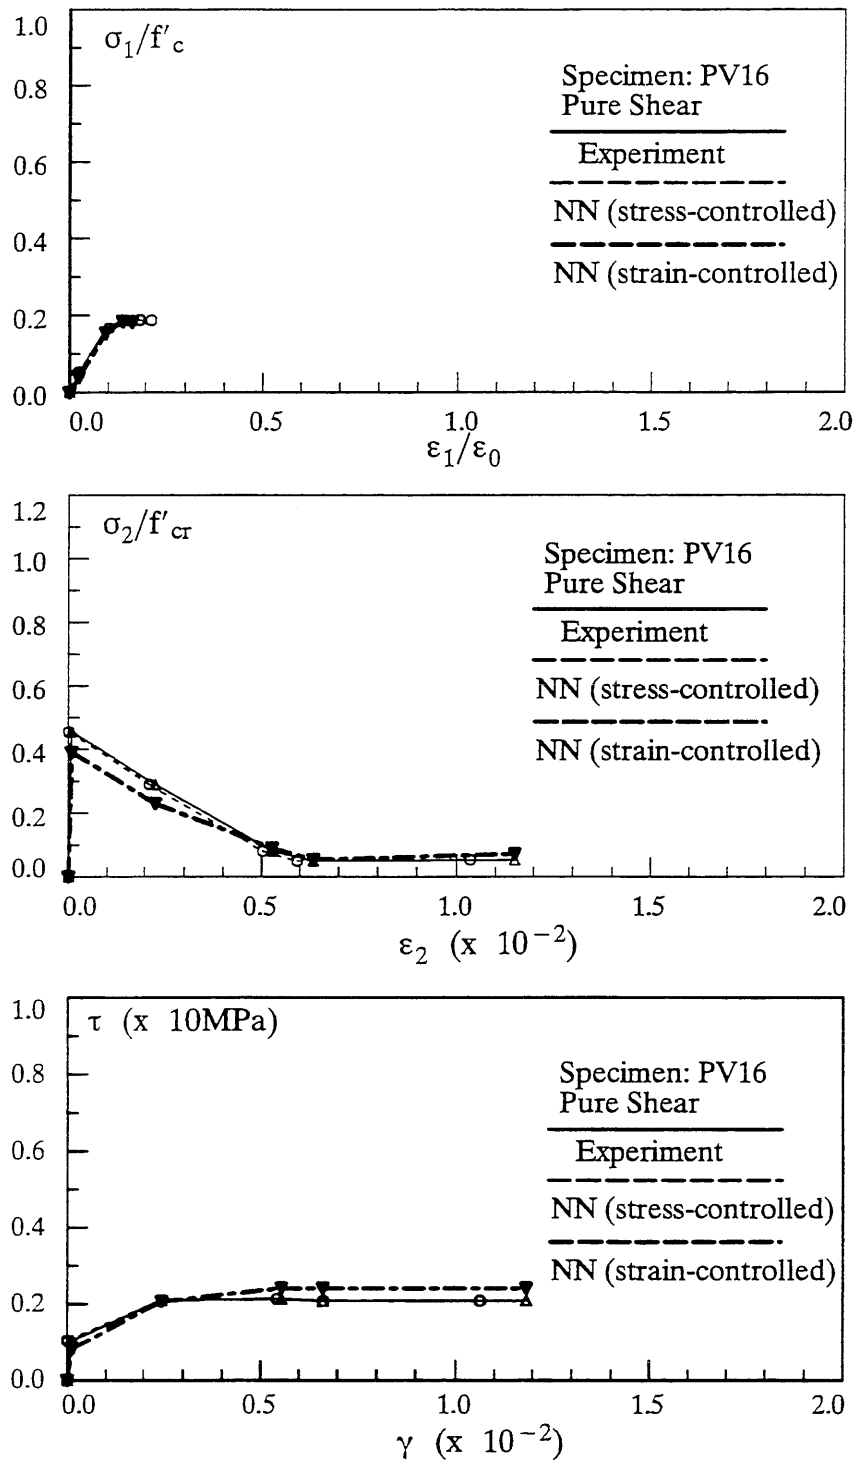 1.0
σ1/f'c
0.8
0.6
0.4
0.2
0.0
Specimen: PV16
Pure Shear
Experiment
NN (stress-controlled)
NN (strain-controlled)
0.0 0.5 1.0 1.5 2.0
ε1/ε0
1.2
σ2/f'cr
1.0
0.8
0.6
0.4
0.2
0.0
Specimen: PV16
Pure Shear
Experiment
NN (stress-controlled)
NN (strain-controlled)
0.0 0.5 1.0 1.5 2.0
ε2 (x 10−2)
1.0
τ (x 10MPa)
0.8
0.6
0.4
0.2
0.0
Specimen: PV16
Pure Shear
Experiment
NN (stress-controlled)
NN (strain-controlled)
0.0 0.5 1.0 1.5 2.0
γ (x 10−2)